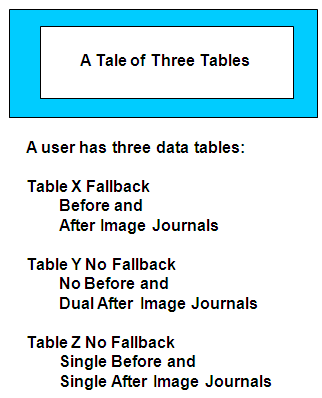 A Tale of Three Tables
A user has three data tables:
Table X Fallback
Before and
After Image Journals
Table Y No Fallback
No Before and
Dual After Image Journals
Table Z No Fallback
Single Before and
Single After Image Journals